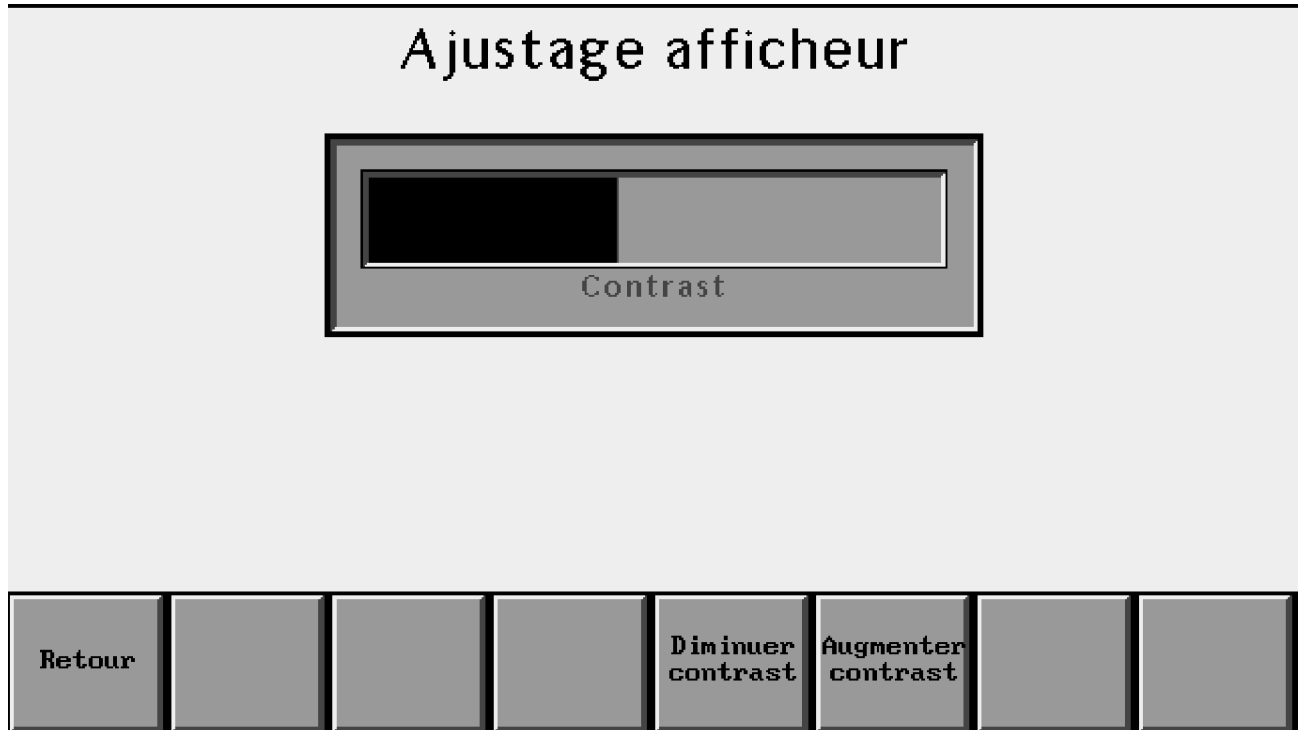 Ajustage afficheur
Contrast
Retour
Diminuer
contrast
Augmenter
contrast